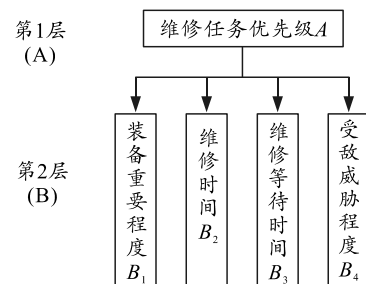 第1层
(A)
维修任务优先级A
第2层
(B)
装备重要程度B₁
维修时间B₂
维修等待时间B₃
受敌威胁程度B₄